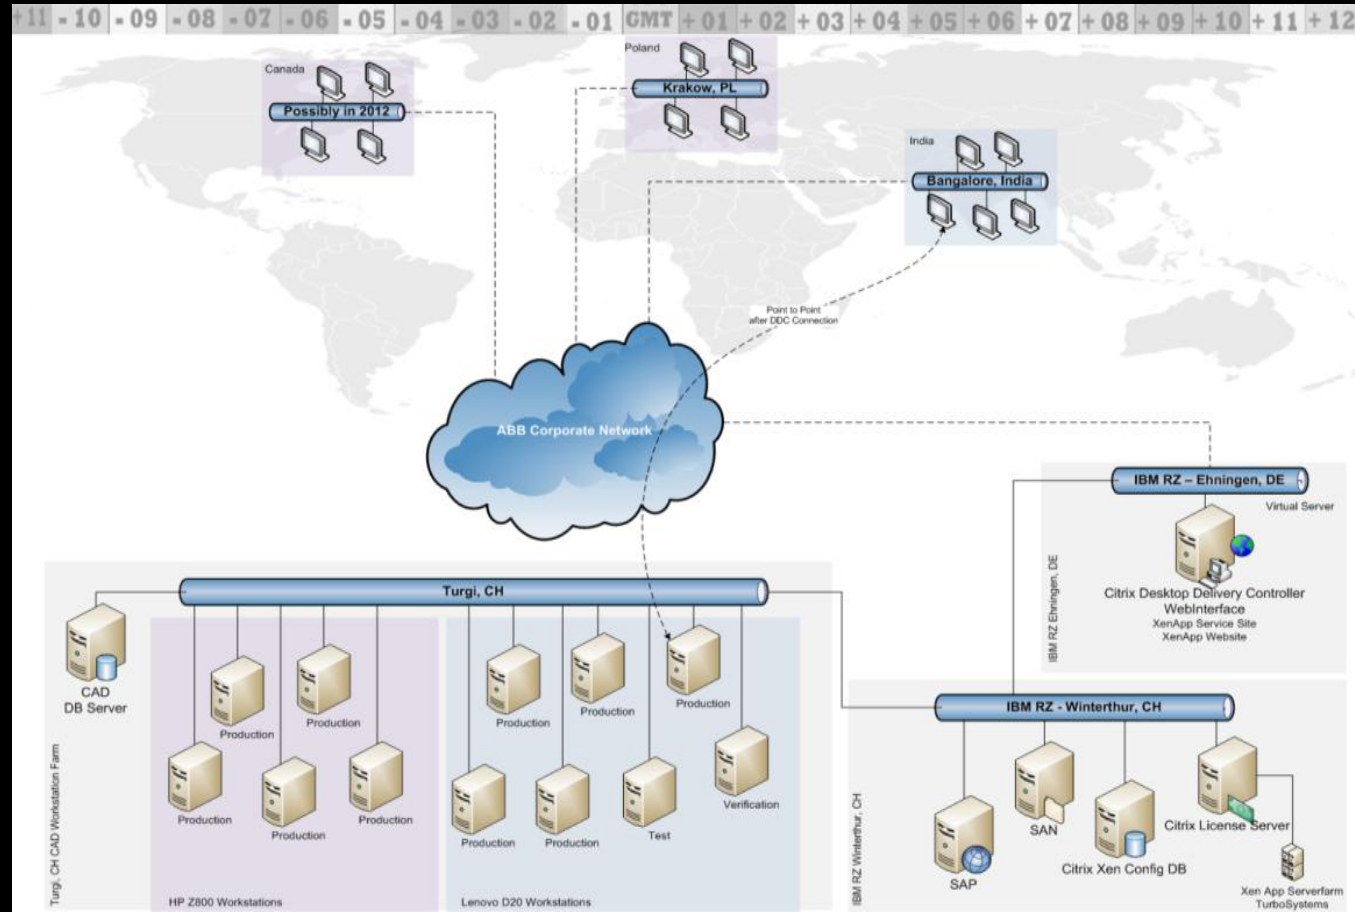 +11 - 10 - 09 - 08 - 07 - 06 - 05 - 04 - 03 - 02 - 01 GMT + 01 + 02 + 03 + 04 + 05 + 06 + 07 + 08 + 09 + 10 + 11 + 12
Canada
Possibly in 2012
Poland
Krakow, PL
India
Bangalore, India
Point to Point
after DDC Connection
ABB Corporate Network
IBM RZ – Ehningen, DE
Virtual Server
Citrix Desktop Delivery Controller
WebInterface
XenApp Service Site
XenApp Website
IBM RZ Ehningen, DE
Turgi, CH
CAD
DB Server
Production
Production
Production
Production
Production
HP Z800 Workstations
Production
Production
Production
Production
Production
Test
Verification
Lenovo D20 Workstations
Turgi, CH CAD Workstation Farm
IBM RZ - Winterthur, CH
SAP
SAN
Citrix Xen Config DB
Citrix License Server
Xen App Serverfarm
TurboSystems
IBM RZ Winterthur, CH